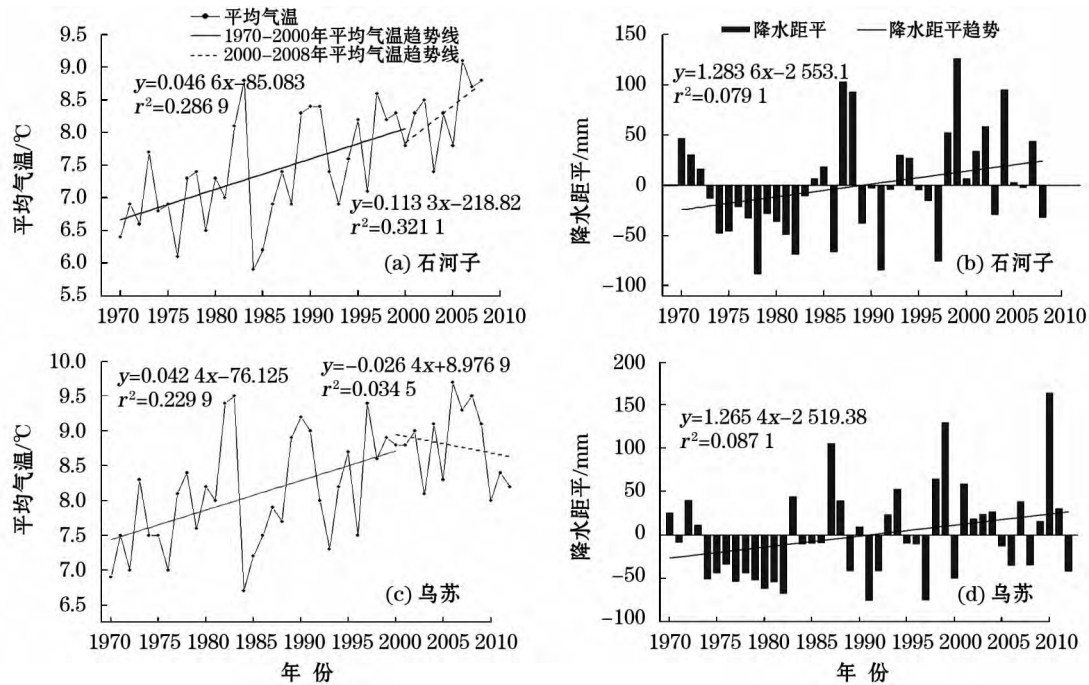 平均气温
1970-2000年平均气温趋势线
2000-2008年平均气温趋势线
9.5
9.0
8.5
8.0
7.5
7.0
6.5
6.0
5.5
平均气温/℃
y=0.046 6x-85.083
r²=0.286 9
y=0.113 3x-218.82
r²=0.321 1
(a) 石河子
1970 1975 1980 1985 1990 1995 2000 2005 2010
降水距平 降水距平趋势
150
100
50
0
-50
-100
降水距平/mm
y=1.283 6x-2 553.1
r²=0.079 1
(b) 石河子
1970 1975 1980 1985 1990 1995 2000 2005 2010
10.0
9.5
9.0
8.5
8.0
7.5
7.0
6.5
平均气温/℃
y=0.042 4x-76.125
r²=0.229 9
y=-0.026 4x+8.976 9
r²=0.034 5
(c) 乌苏
1970 1975 1980 1985 1990 1995 2000 2005 2010
年 份
200
150
100
50
0
-50
-100
降水距平/mm
y=1.265 4x-2 519.38
r²=0.087 1
(d) 乌苏
1970 1975 1980 1985 1990 1995 2000 2005 2010
年 份